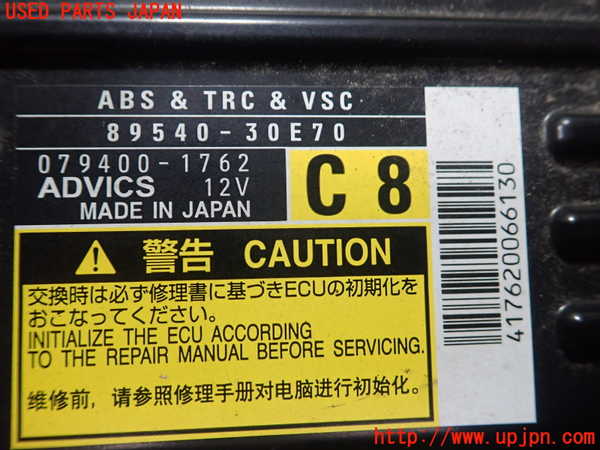 USED PARTS JAPAN
ABS & TRC & VSC
89540-30E70
079400-1762
ADVICS 12V
MADE IN JAPAN
C8
417620066130
警告 CAUTION
交換時は必ず修理書に基づきECUの初期化を
おこなってください。
INITIALIZE THE ECU ACCORDING
TO THE REPAIR MANUAL BEFORE SERVICING.
维修前，请参照修理手册对电脑进行初始化。
http://www.upjpn.com/